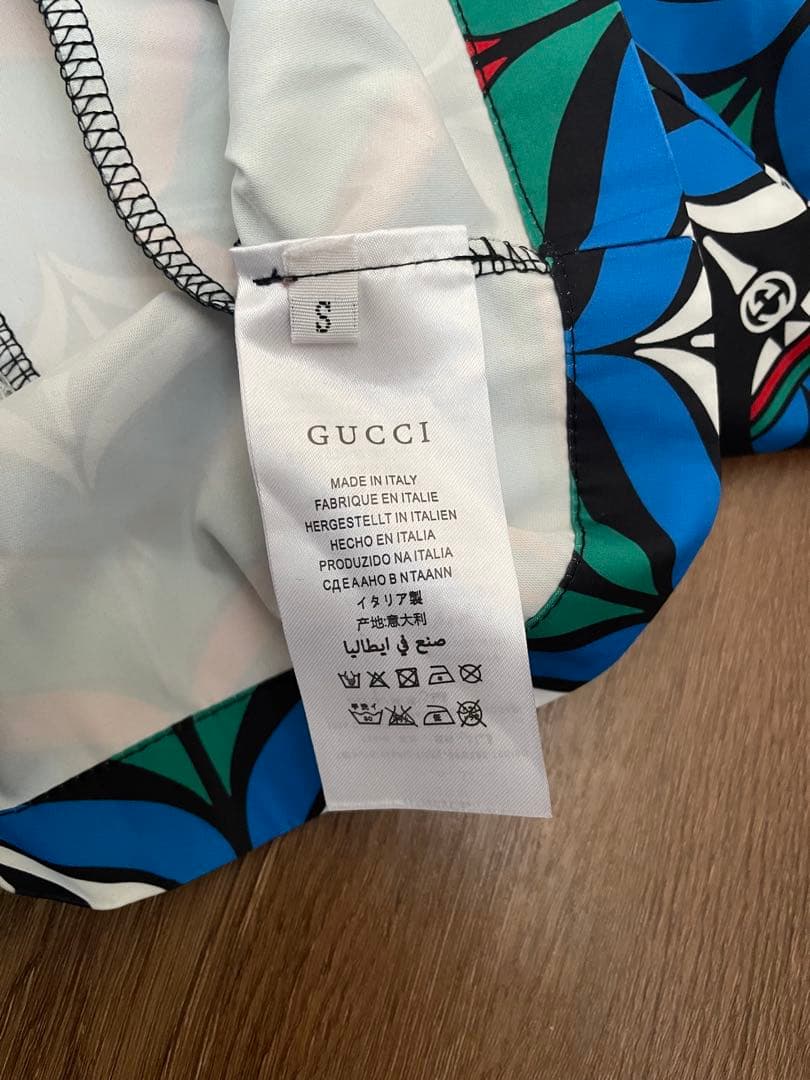 S
GUCCI
MADE IN ITALY
FABRIQUE EN ITALIE
HERGESTELLT IN ITALIEN
HECHO EN ITALIA
PRODUZIDO NA ITALIA
СДЕААНО В NТААNN
イタリア製
产地:意大利
صنع في ايطاليا